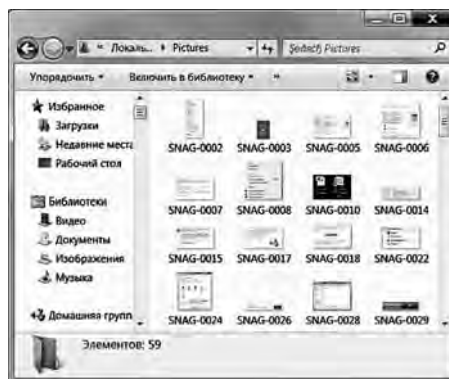 « Локаль... ▸ Pictures
Pictures
Упорядочить ▾ Включить в библиотеку ▾ »
Избранное
Загрузки
Недавние места
Рабочий стол
Библиотеки
Видео
Документы
Изображения
Музыка
Домашняя групп
SNAG-0002 SNAG-0003 SNAG-0005 SNAG-0006
SNAG-0007 SNAG-0008 SNAG-0010 SNAG-0014
SNAG-0015 SNAG-0017 SNAG-0018 SNAG-0022
SNAG-0024 SNAG-0026 SNAG-0028 SNAG-0029
Элементов: 59